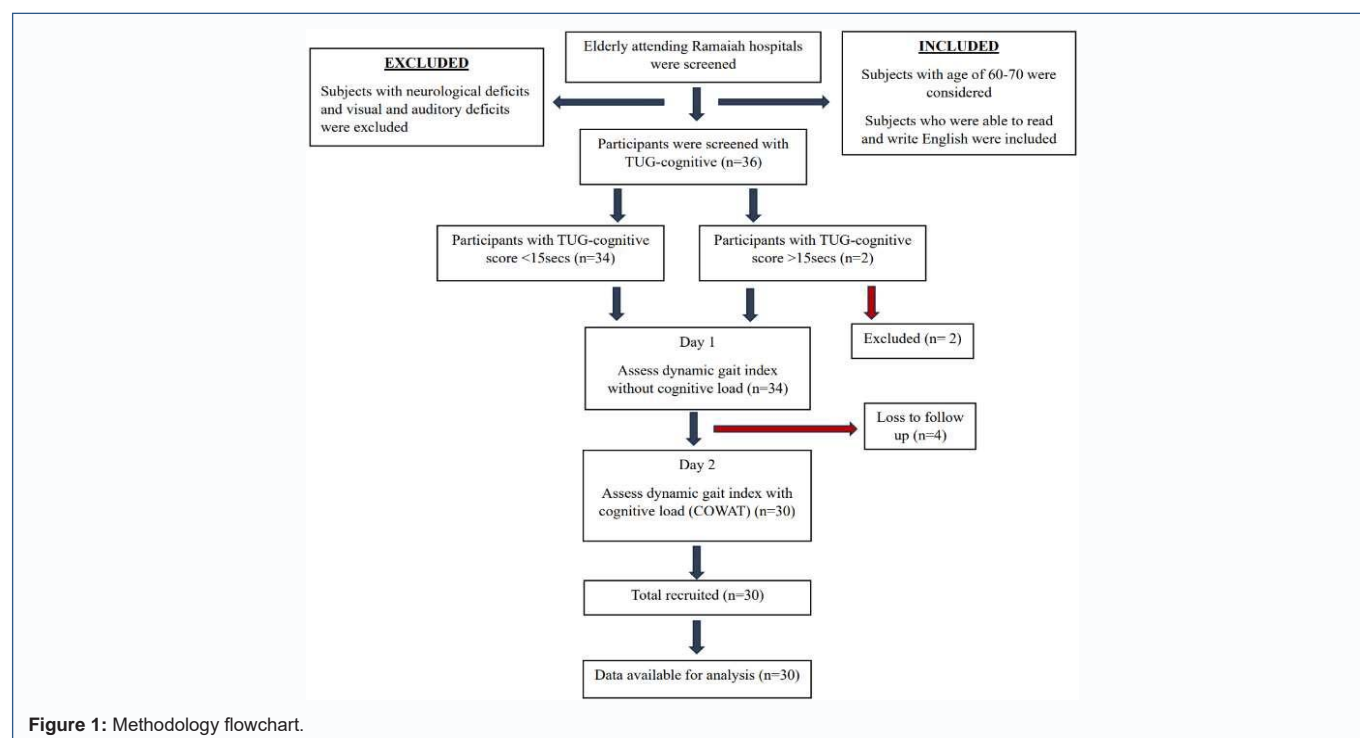 Elderly attending Ramaiah hospitals
were screened
EXCLUDED
Subjects with neurological deficits
and visual and auditory deficits
were excluded
INCLUDED
Subjects with age of 60-70 were
considered
Subjects who were able to read
and write English were included
Participants were screened with
TUG-cognitive (n=36)
Participants with TUG-cognitive
score <15secs (n=34)
Participants with TUG-cognitive
score >15secs (n=2)
Excluded (n= 2)
Day 1
Assess dynamic gait index
without cognitive load (n=34)
Loss to follow
up (n=4)
Day 2
Assess dynamic gait index with
cognitive load (COWAT) (n=30)
Total recruited (n=30)
Data available for analysis (n=30)
Figure 1: Methodology flowchart.